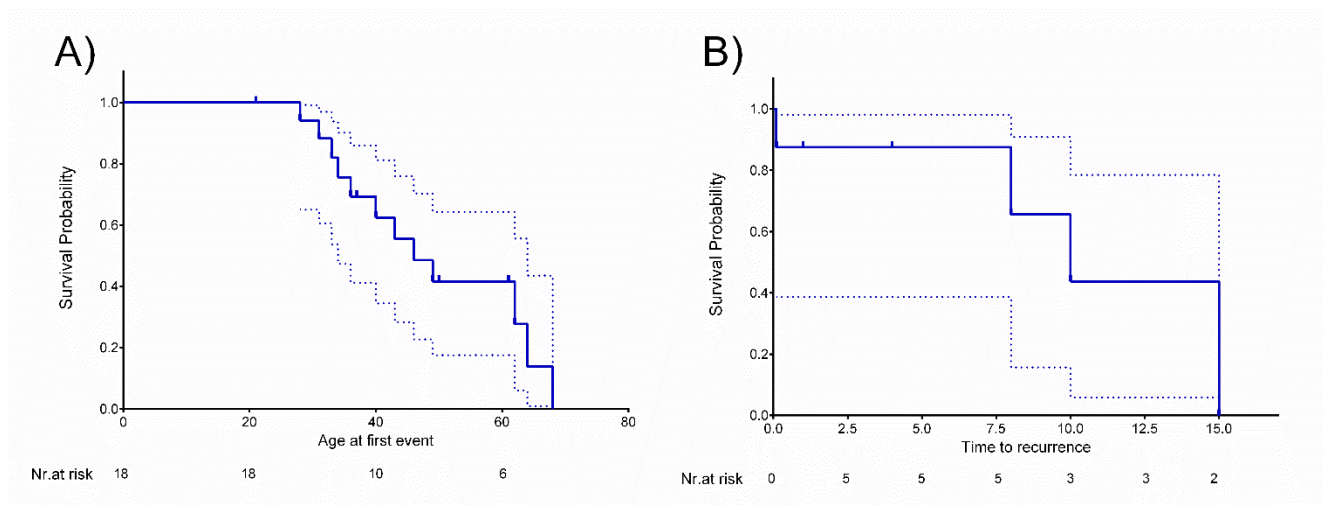 A)
Survival Probability
1.0
0.8
0.6
0.4
0.2
0.0
0 20 40 60 80
Age at first event
Nr.at risk 18 18 10 6
B)
Survival Probability
1.0
0.8
0.6
0.4
0.2
0.0
0.0 2.5 5.0 7.5 10.0 12.5 15.0
Time to recurrence
Nr.at risk 0 5 5 5 3 3 2